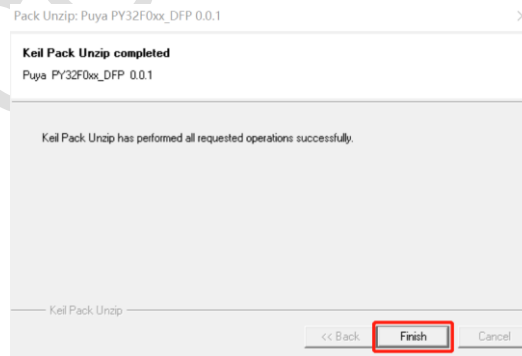 Pack Unzip: Puya PY32F0xx_DFP 0.0.1
Keil Pack Unzip completed
Puya PY32F0xx_DFP 0.0.1
Keil Pack Unzip has performed all requested operations successfully.
Keil Pack Unzip
<< Back Finish Cancel